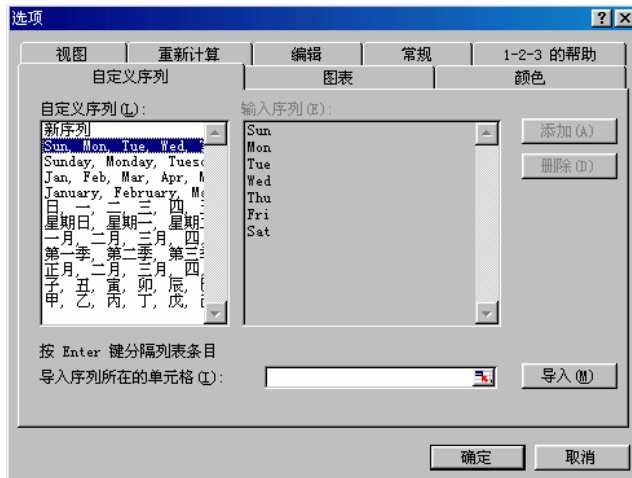 选项
视图 重新计算 编辑 常规 1-2-3 的帮助
自定义序列 图表 颜色
自定义序列(L): 输入序列(E):
新序列
Sun, Mon, Tue, Wed,
Sunday, Monday, Tuesd
Jan, Feb, Mar, Apr, M
January, February, Ma
日, 一, 二, 三, 四,
星期日, 星期一, 星期二
一月, 二月, 三月, 四
第一季, 第二季, 第三季
正月, 二月, 三月, 四
子, 丑, 寅, 卯, 辰,
甲, 乙, 丙, 丁, 戊,
Sun
Mon
Tue
Wed
Thu
Fri
Sat
添加(A)
删除(D)
按 Enter 键分隔列表条目
导入序列所在的单元格(I): 导入(M)
确定 取消